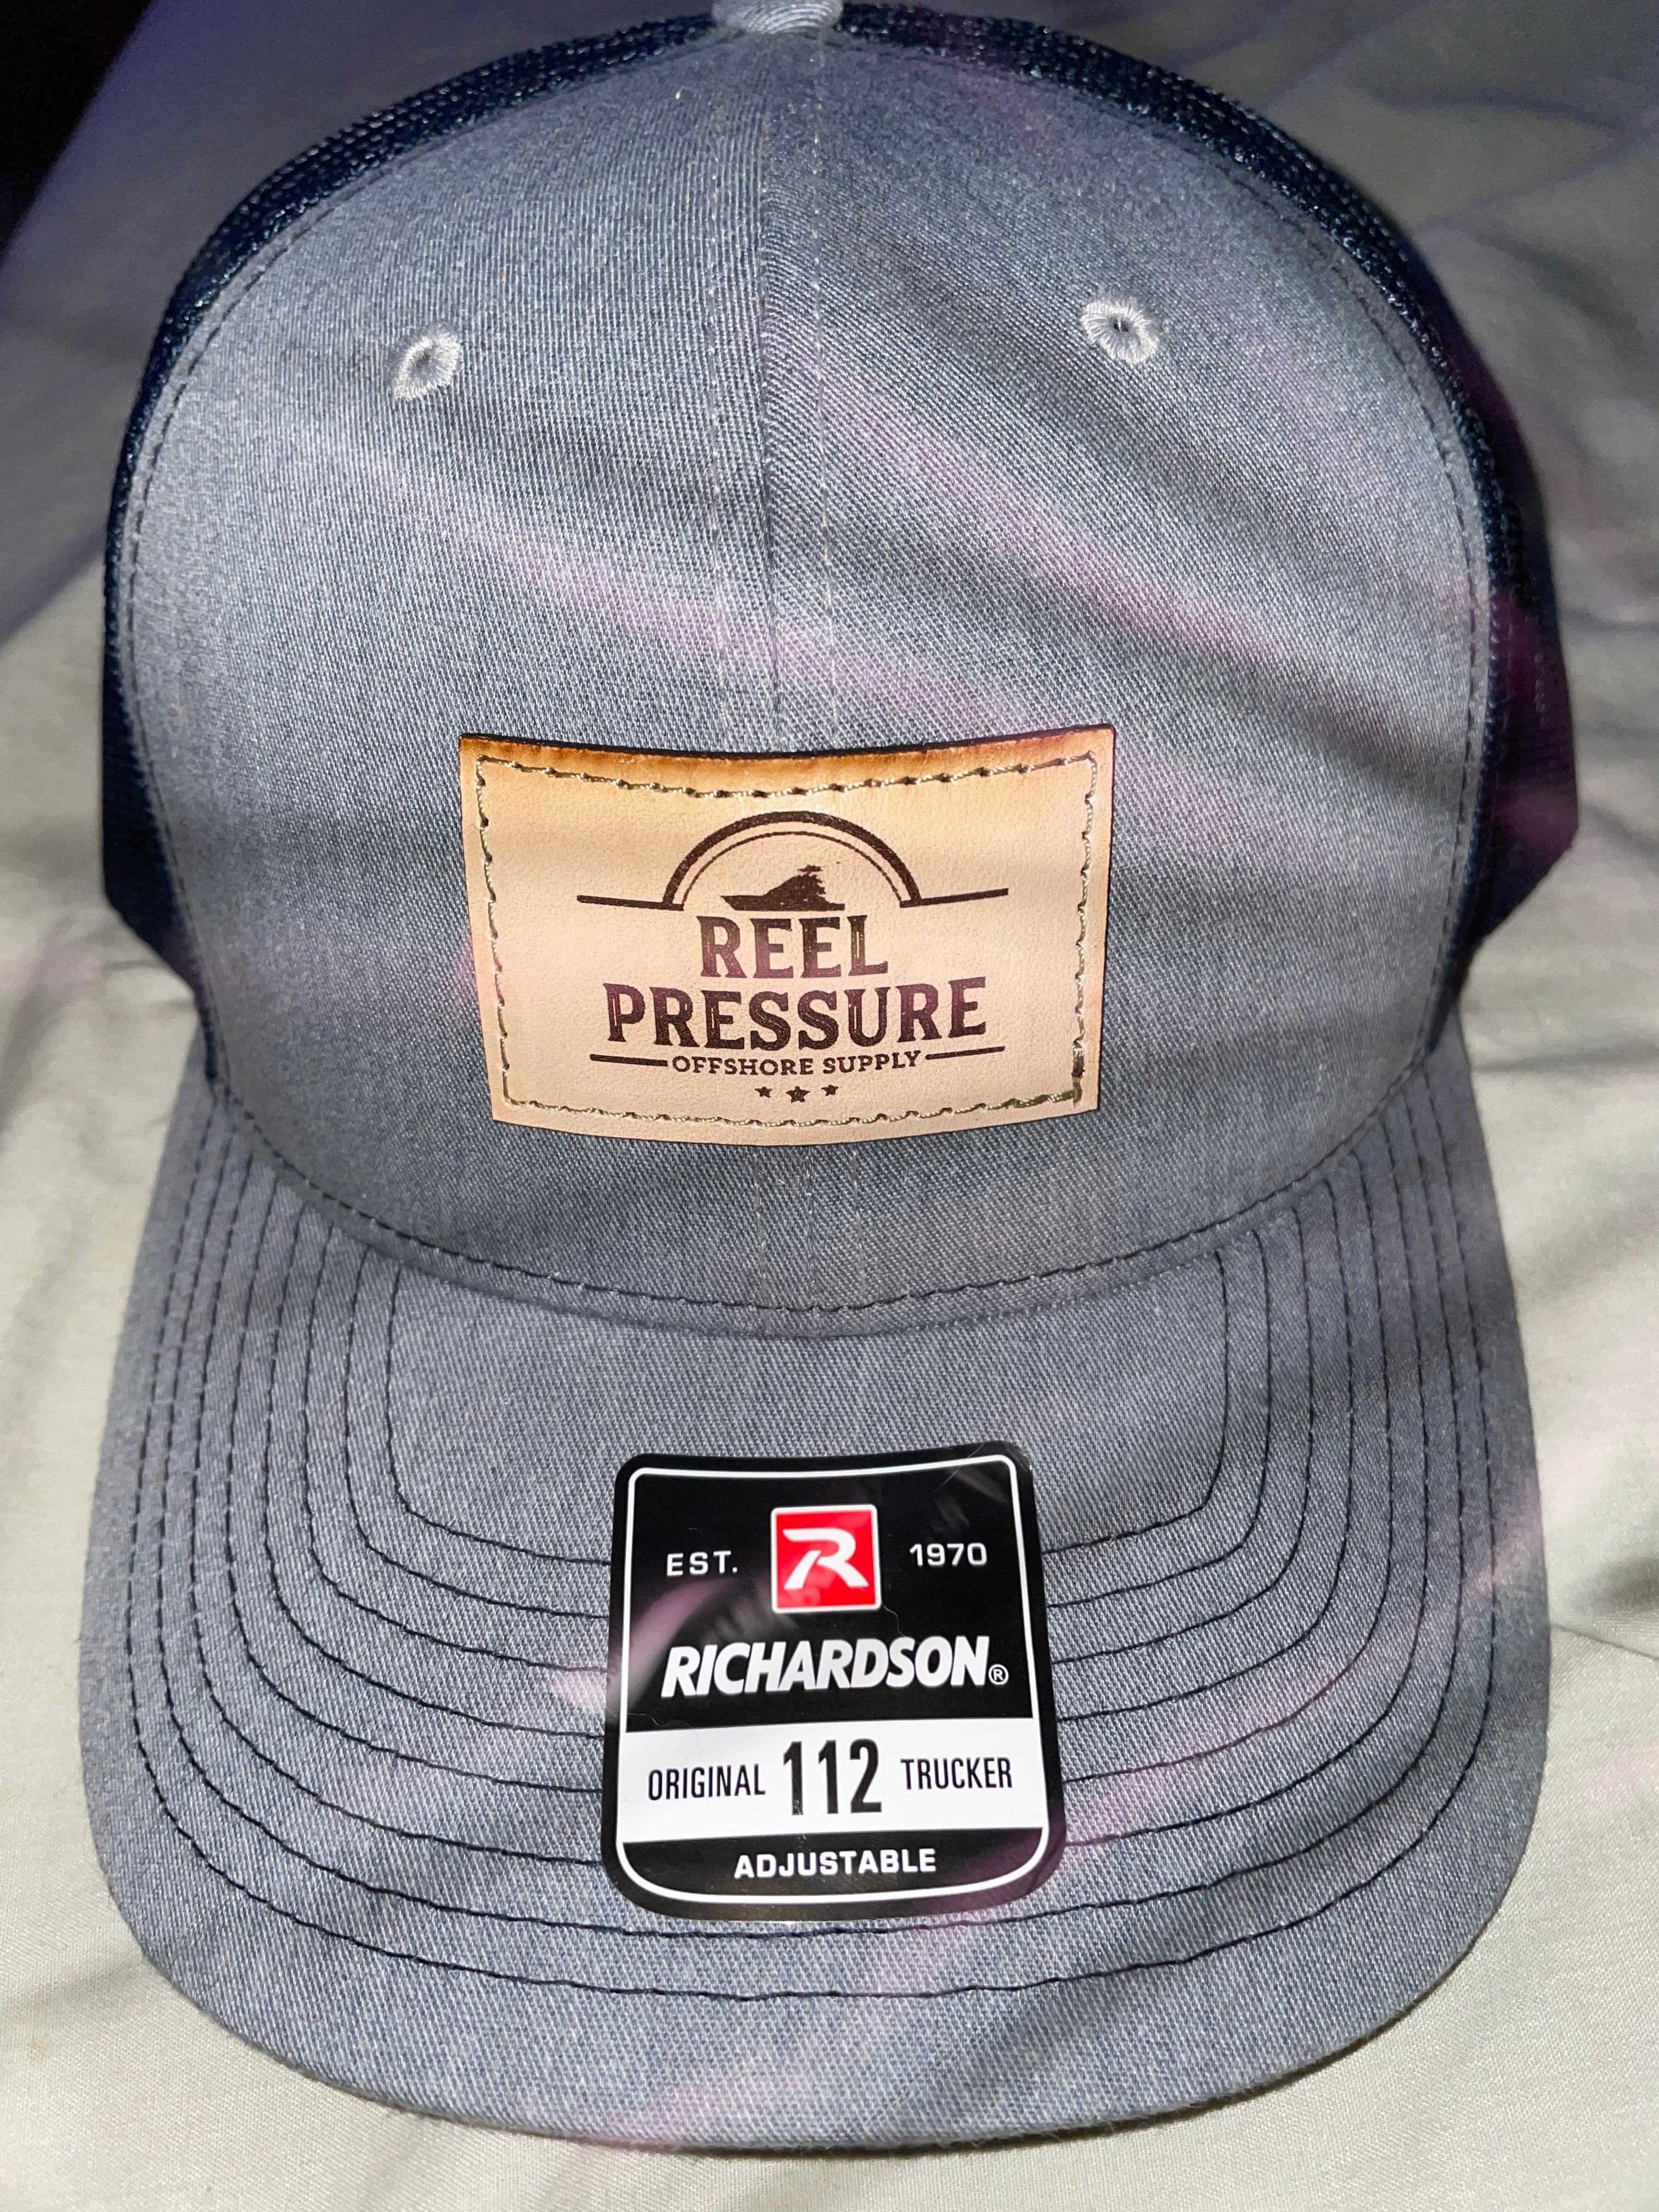 REEL
PRESSURE
OFFSHORE SUPPLY
EST. R 1970
RICHARDSON®
ORIGINAL 112 TRUCKER
ADJUSTABLE